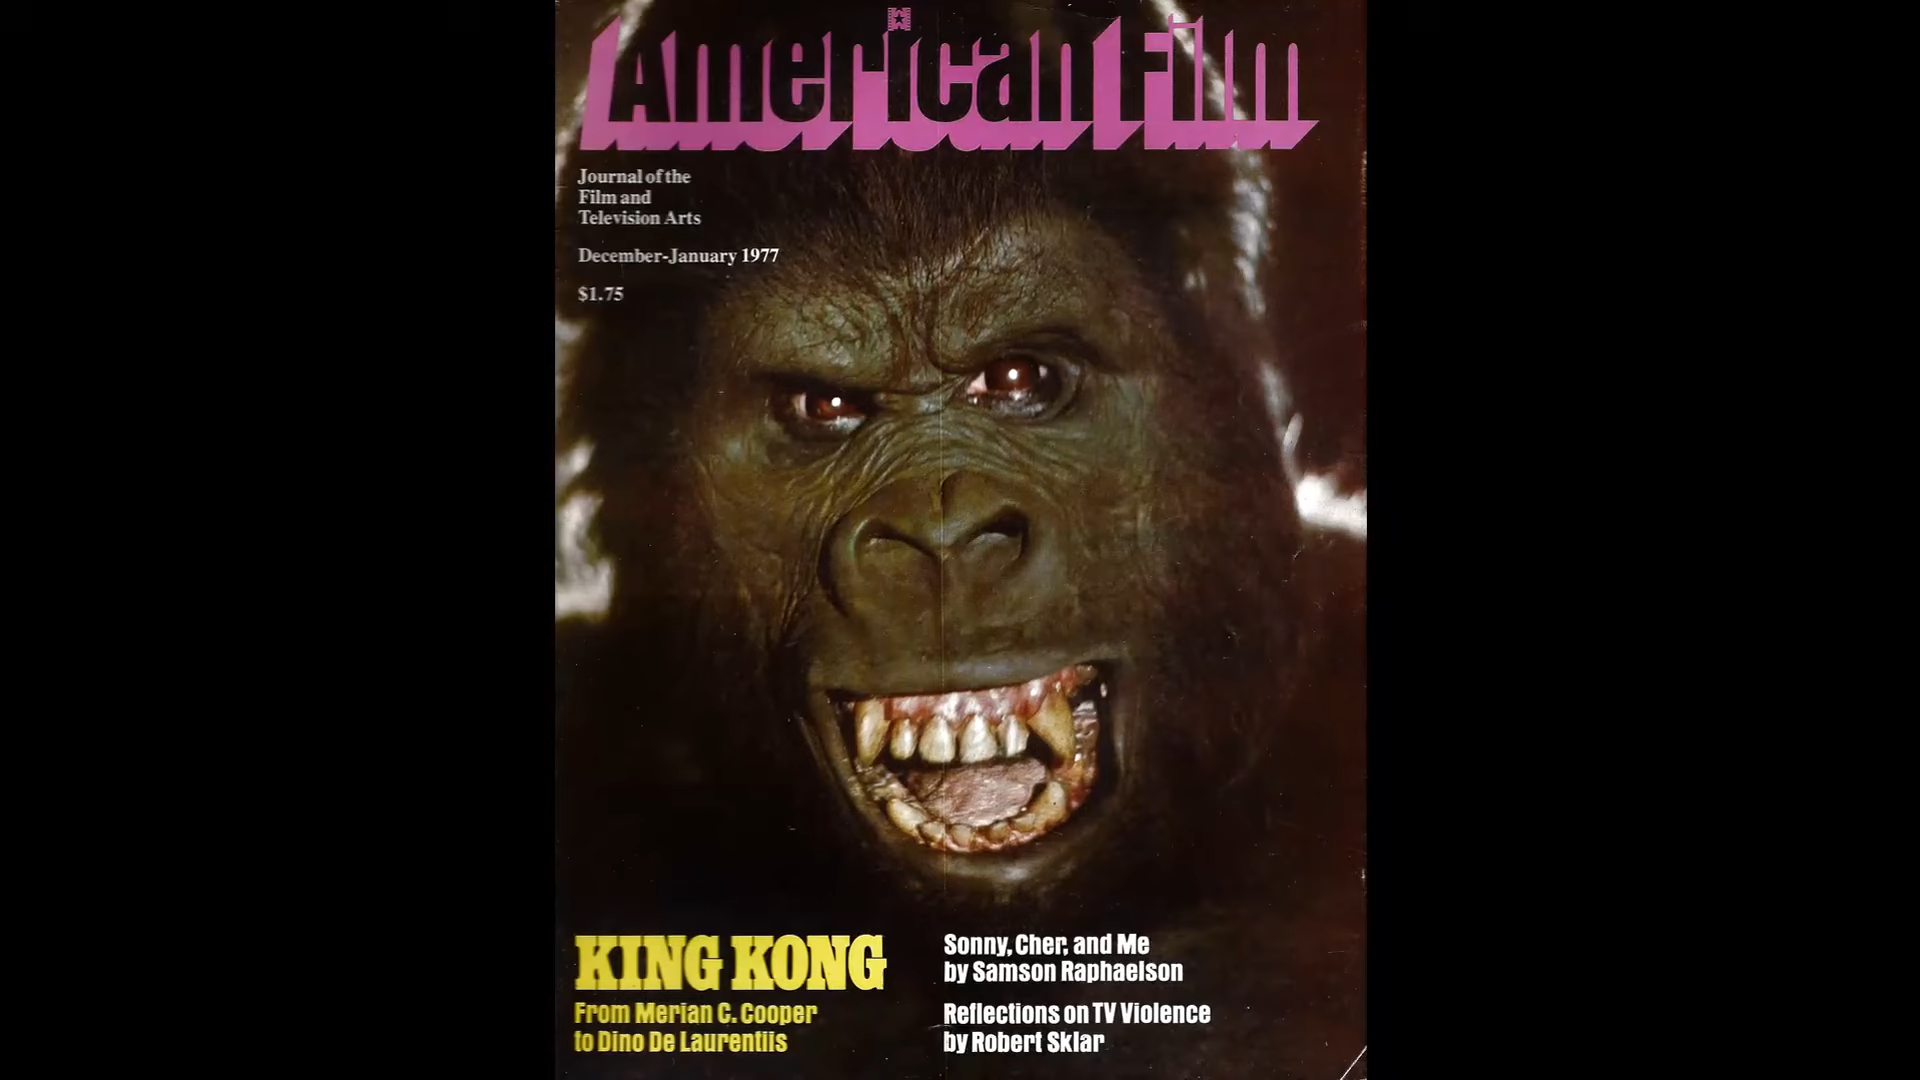 American Film
Journal of the
Film and
Television Arts
December-January 1977
$1.75
KING KONG
From Merian C. Cooper
to Dino De Laurentiis
Sonny, Cher, and Me
by Samson Raphaelson
Reflections on TV Violence
by Robert Sklar